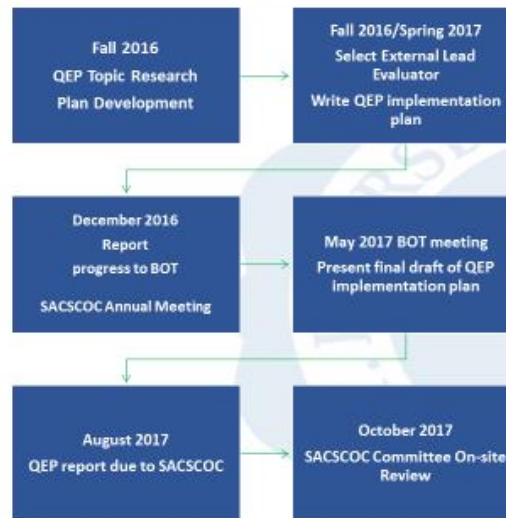 Fall 2016
QEP Topic Research
Plan Development
Fall 2016/Spring 2017
Select External Lead
Evaluator
Write QEP implementation
plan
December 2016
Report
progress to BOT
SACSCOC Annual Meeting
May 2017 BOT meeting
Present final draft of QEP
implementation plan
August 2017
QEP report due to SACSCOC
October 2017
SACSCOC Committee On-site
Review